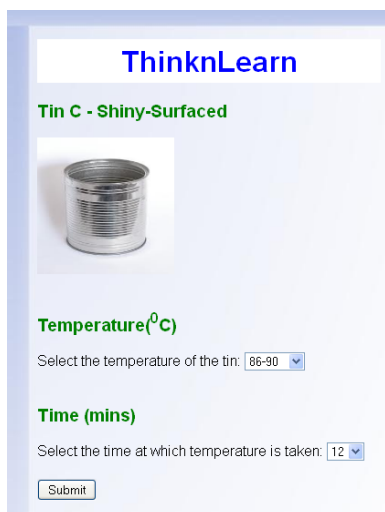 ThinknLearn
Tin C - Shiny-Surfaced
Temperature(⁰C)
Select the temperature of the tin: 86-90
Time (mins)
Select the time at which temperature is taken: 12
Submit